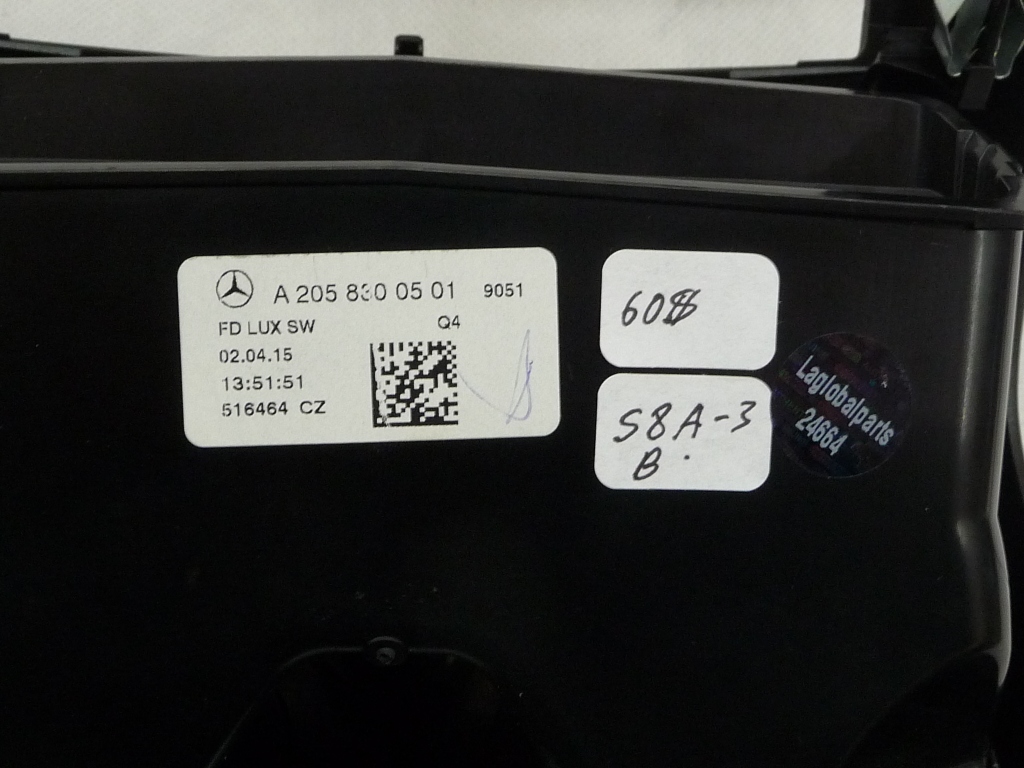 A 205 830 05 01 9051
FD LUX SW Q4
02.04.15
13:51:51
516464 CZ
S8A-3
B.
Laglobalparts
24664